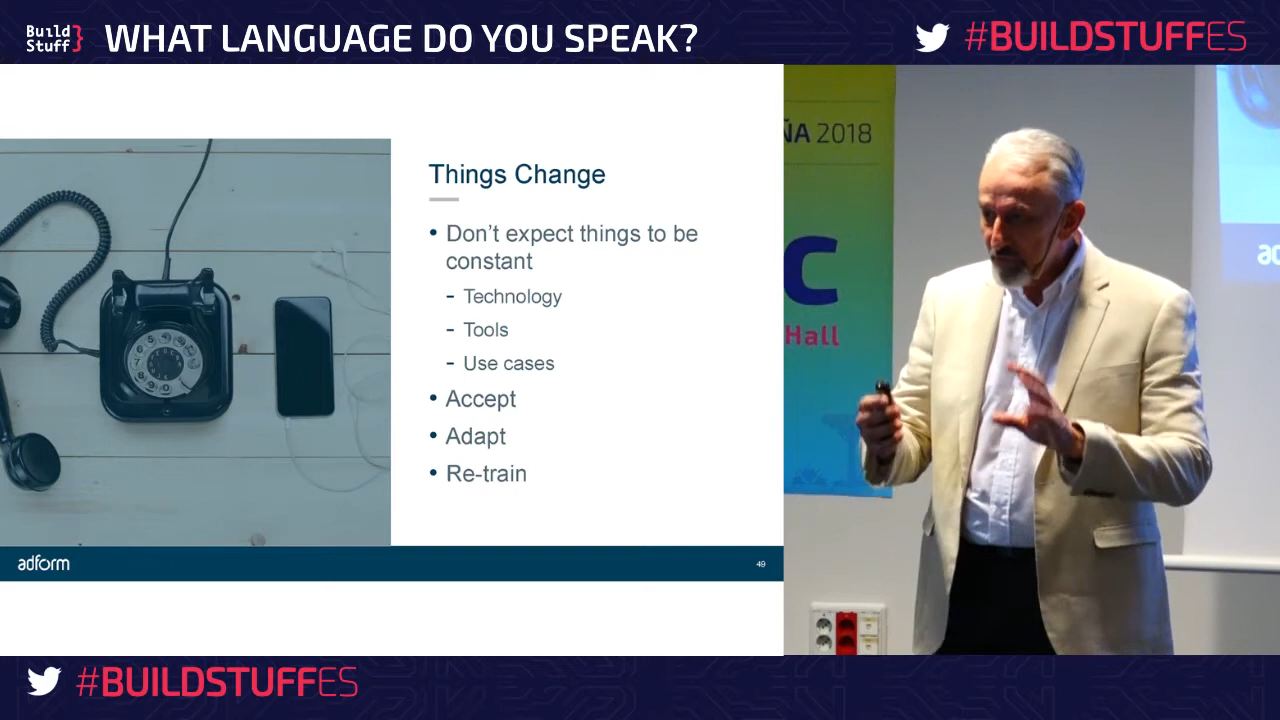 Build
Stuff}
WHAT LANGUAGE DO YOU SPEAK?
#BUILDSTUFFES
Things Change
• Don’t expect things to be
constant
- Technology
- Tools
- Use cases
• Accept
• Adapt
• Re-train
adform
49
ÑA 2018
C
Hall
ad
#BUILDSTUFFES